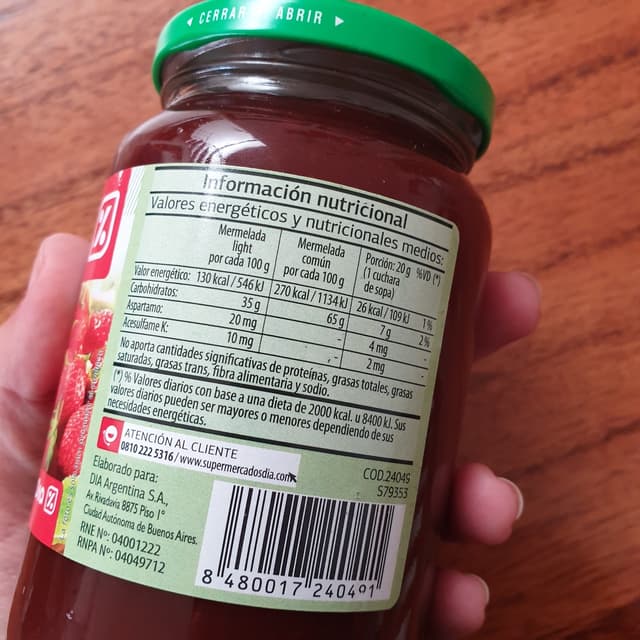 CERRAR ABRIR
%
Información nutricional
Valores energéticos y nutricionales medios:
Mermelada light por cada 100 g Mermelada común por cada 100 g Porción: 20 g (1 cuchara de sopa) %VD (*)
Valor energético: 130 kcal / 546 kJ 270 kcal / 1134 kJ 26 kcal / 109 kJ 1%
Carbohidratos: 35 g 65 g 7 g 2%
Aspartamo: 20 mg - 4 mg -
Acesulfame K: 10 mg - 2 mg -
No aporta cantidades significativas de proteínas, grasas totales, grasas
saturadas, grasas trans, fibra alimentaria y sodio.
(*) % Valores diarios con base a una dieta de 2000 kcal. u 8400 kJ. Sus
valores diarios pueden ser mayores o menores dependiendo de sus
necesidades energéticas.
ATENCIÓN AL CLIENTE
0810 222 5316 / www.supermercadosdia.com
Elaborado para:
DIA Argentina S.A.,
Av. Rivadavia 8875 Piso 1°
Ciudad Autónoma de Buenos Aires.
RNE Nº: 04001222
RNPA Nº: 04049712
COD.24049
S79353
8 480017 240491